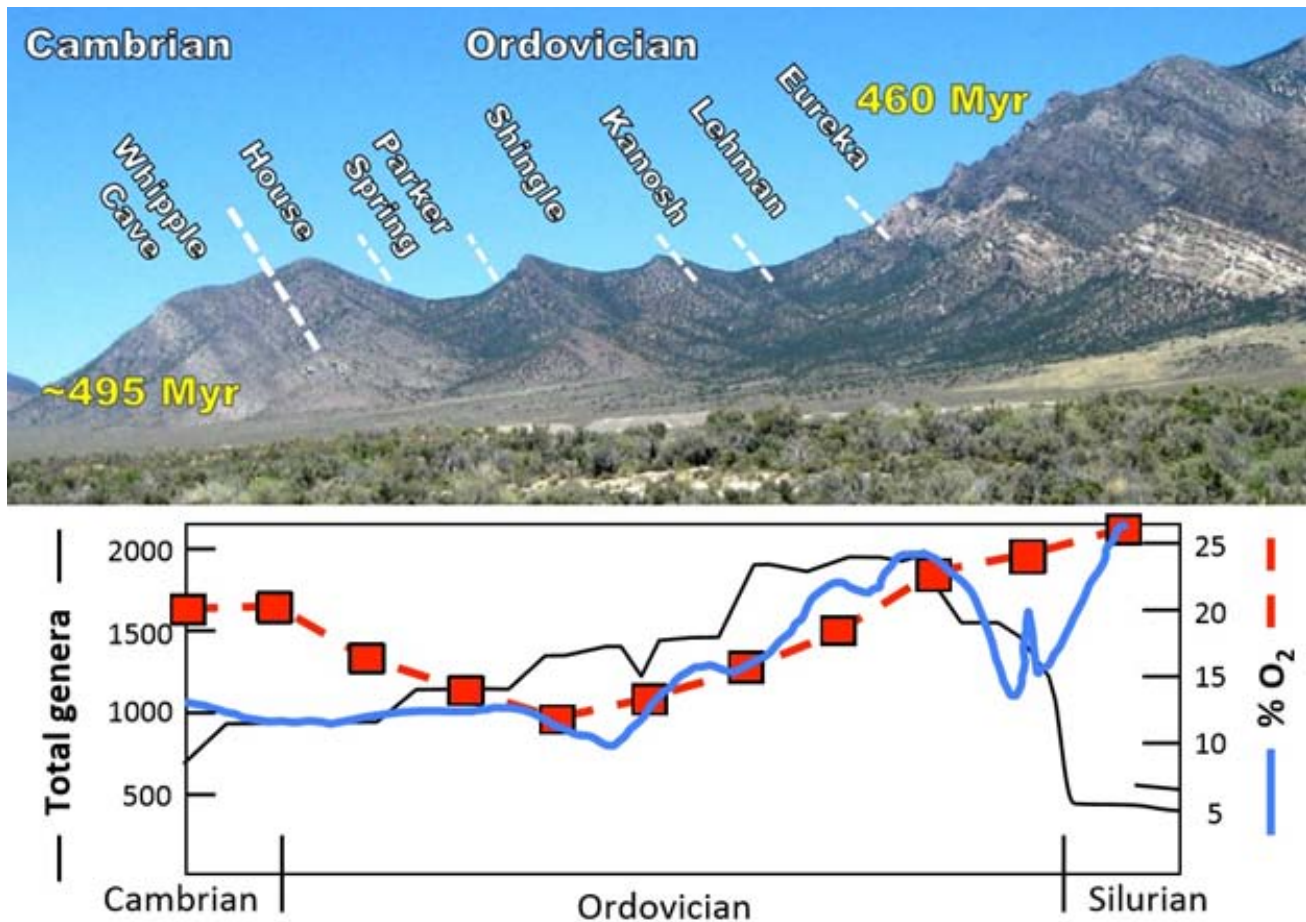 Cambrian
Ordovician
Whipple
Cave
House
Parker
Spring
Shingle
Kanosh
Lehman
Eureka
460 Myr
~495 Myr
Total genera
2000
1500
1000
500
25
20
15
10
5
% O₂
Cambrian
Ordovician
Silurian